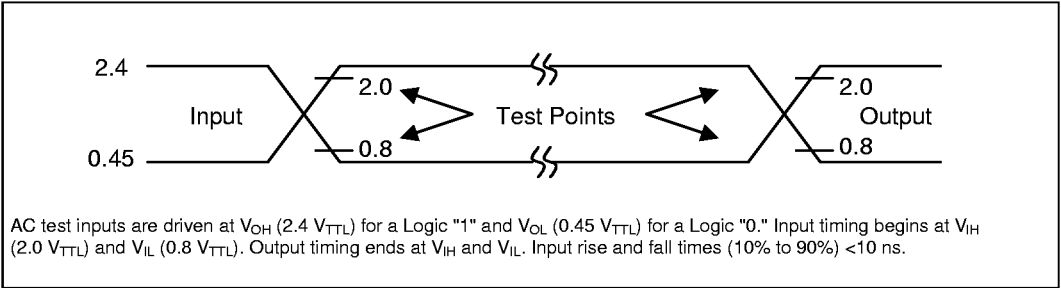 2.4
2.0
2.0
Input
Test Points
Output
0.45
0.8
0.8
AC test inputs are driven at VOH (2.4 VTTL) for a Logic "1" and VOL (0.45 VTTL) for a Logic "0." Input timing begins at VIH
(2.0 VTTL) and VIL (0.8 VTTL). Output timing ends at VIH and VIL. Input rise and fall times (10% to 90%) <10 ns.